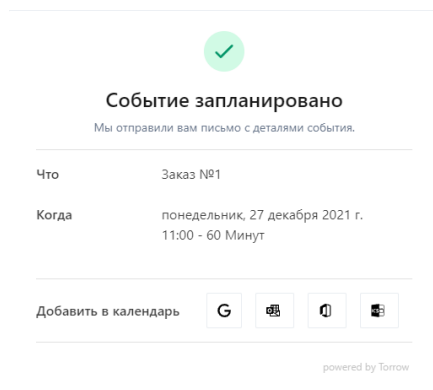 Событие запланировано
Мы отправили вам письмо с деталями события.
Что Заказ №1
Когда понедельник, 27 декабря 2021 г.
11:00 - 60 Минут
Добавить в календарь
powered by Torrow